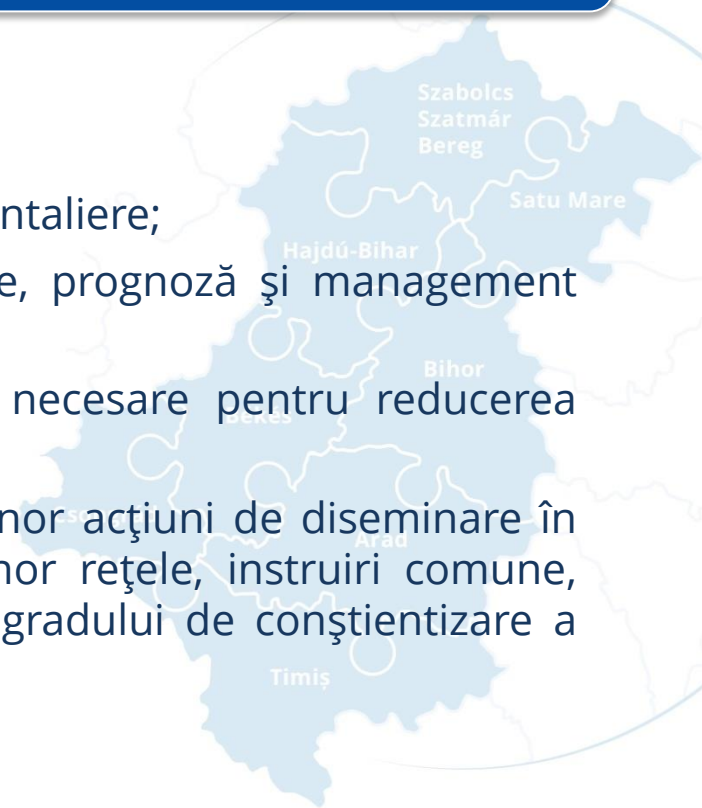 Szabolcs
Szatmár
Bereg
Satu Mare
ntaliere;
Hajdú-Bihar
e, prognoză şi management
Bihor
necesare pentru reducerea
Békés
nor acţiuni de diseminare în
Arad
nor reţele, instruiri comune,
gradului de conştientizare a
Timiș